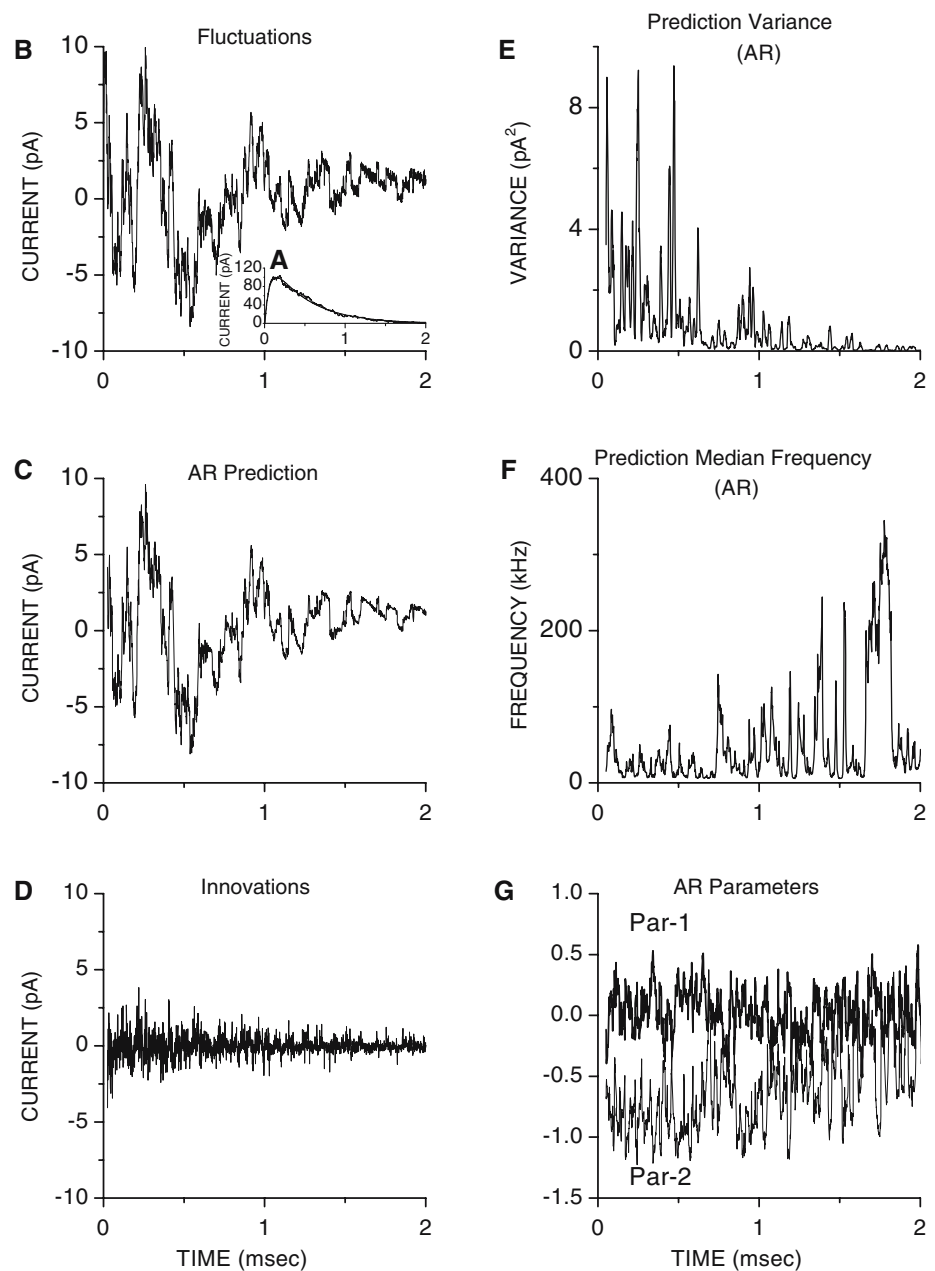 B
Fluctuations
10
5
0
-5
-10
CURRENT (pA)
0
1
2
A
120
80
40
0
CURRENT (pA)
0
1
2
E
Prediction Variance
(AR)
8
4
0
VARIANCE (pA²)
0
1
2
C
AR Prediction
10
5
0
-5
-10
CURRENT (pA)
0
1
2
F
Prediction Median Frequency
(AR)
400
200
0
FREQUENCY (kHz)
0
1
2
D
Innovations
10
5
0
-5
-10
CURRENT (pA)
0
1
2
TIME (msec)
G
AR Parameters
1.0
0.5
0.0
-0.5
-1.0
-1.5
Par-1
Par-2
0
1
2
TIME (msec)